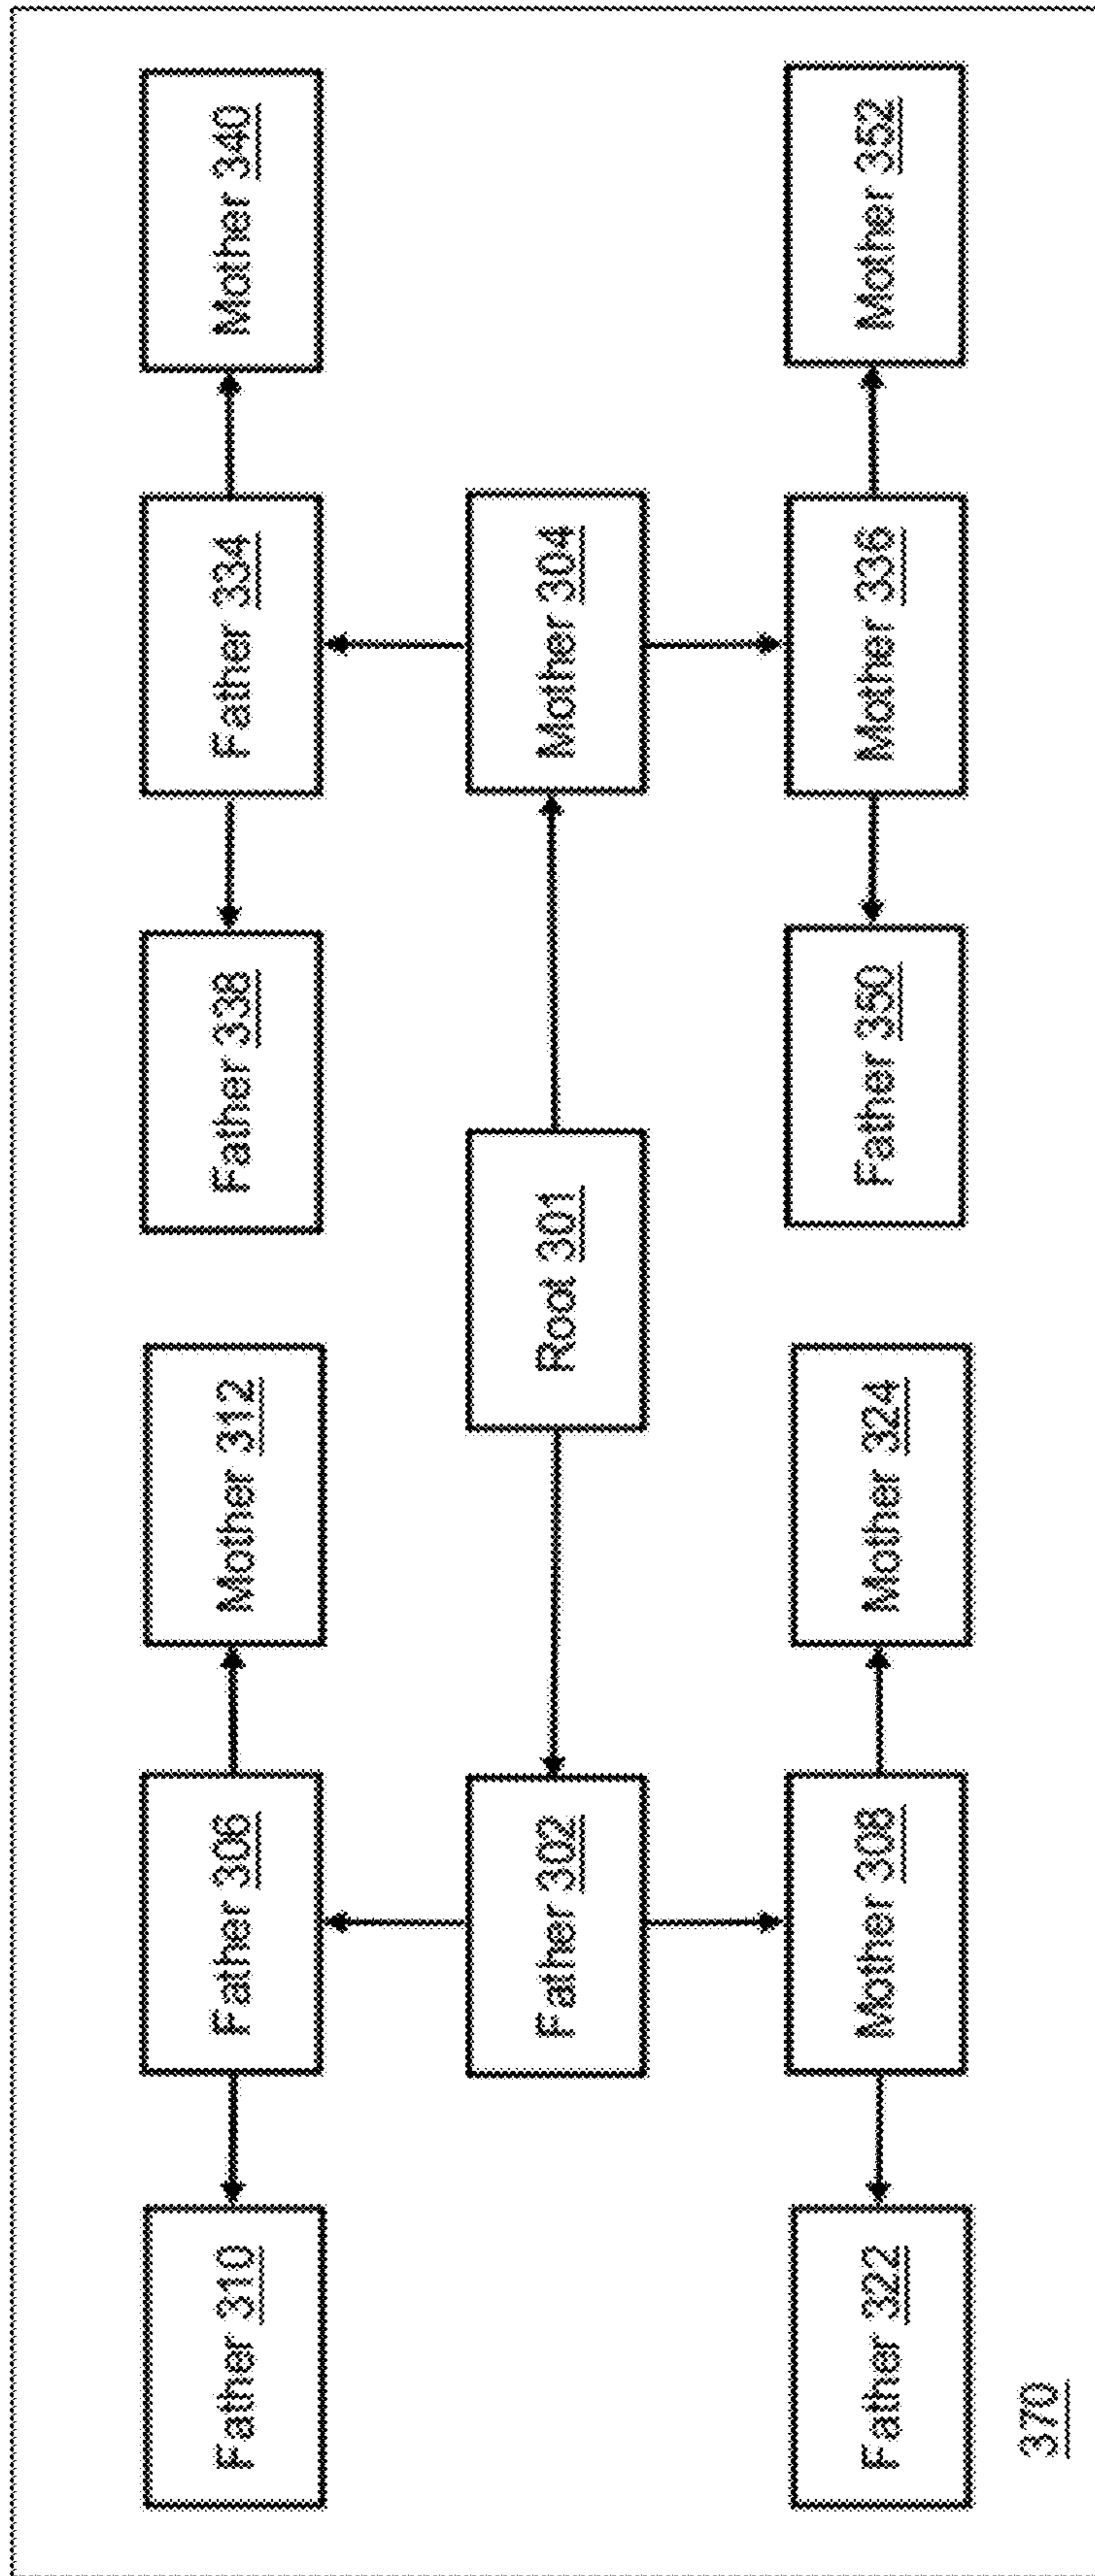 Father 310
Father 306
Mother 312
Father 338
Father 334
Mother 340
Father 302
Root 301
Mother 304
Father 322
Mother 308
Mother 324
Father 350
Mother 336
Mother 352
370